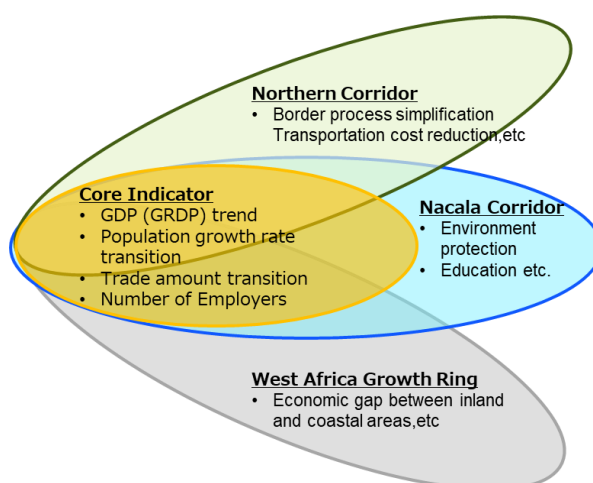 Northern Corridor
• Border process simplification
Transportation cost reduction,etc
Core Indicator
• GDP (GRDP) trend
• Population growth rate
transition
• Trade amount transition
• Number of Employers
Nacala Corridor
• Environment
protection
• Education etc.
West Africa Growth Ring
• Economic gap between inland
and coastal areas,etc